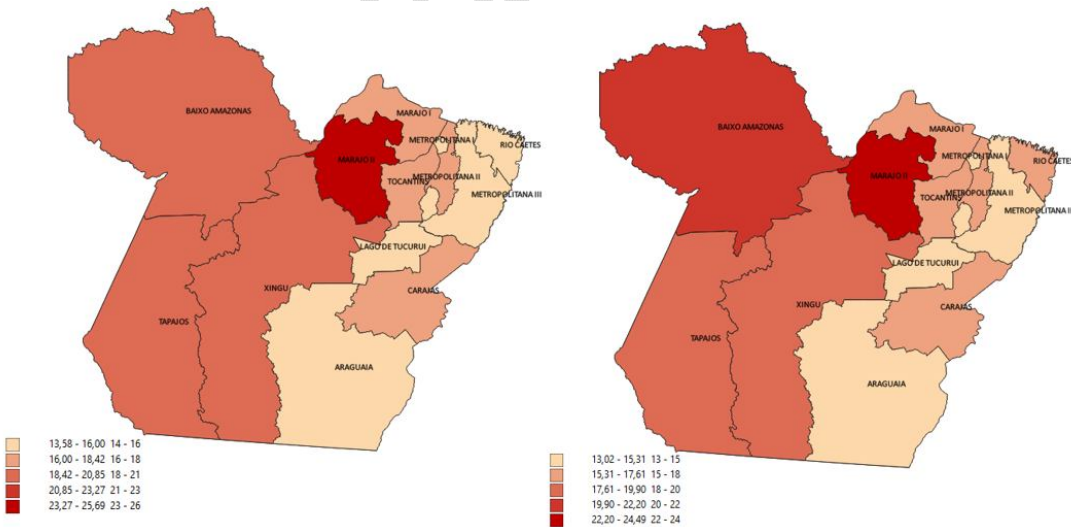 BAIXO AMAZONAS
MARAJO I
METROPOLITANA I
RIO CAETES
MARAJO II
METROPOLITANA II
TOCANTINS
METROPOLITANA III
LAGO DE TUCURUI
XINGU
CARAJAS
TAPAJOS
ARAGUAIA
13,58 - 16,00 14 - 16
16,00 - 18,42 16 - 18
18,42 - 20,85 18 - 21
20,85 - 23,27 21 - 23
23,27 - 25,69 23 - 26
BAIXO AMAZONAS
MARAJO I
METROPOLITANA I
RIO CAETES
MARAJO II
METROPOLITANA II
TOCANTINS
METROPOLITANA II
LAGO DE TUCURUI
XINGU
CARAJAS
TAPAJOS
ARAGUAIA
13,02 - 15,31 13 - 15
15,31 - 17,61 15 - 18
17,61 - 19,90 18 - 20
19,90 - 22,20 20 - 22
22,20 - 24,49 22 - 24